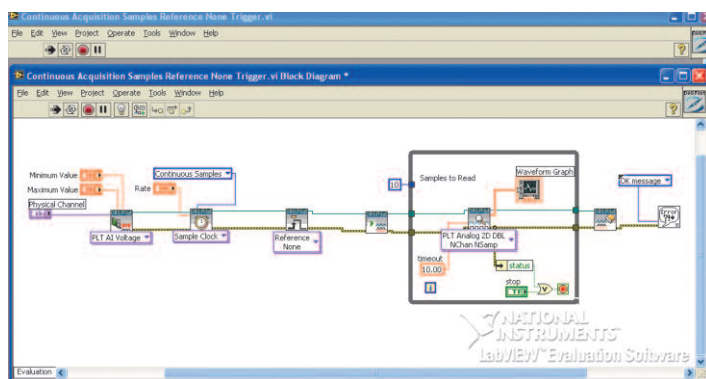 Continuous Acquisition Samples Reference None Trigger.vi
File Edit View Project Operate Tools Window Help
Continuous Acquisition Samples Reference None Trigger.vi Block Diagram *
File Edit View Project Operate Tools Window Help
Minimum Value
Maximum Value
Physical Channel
Continuous Samples
Rate
PLT AI Voltage
Sample Clock
Reference
None
10
Samples to Read
Waveform Graph
PLT Analog 2D DBL
NChan NSamp
timeout
10.00
status
stop
TF
i
OK message
Error
NATIONAL
INSTRUMENTS
LabVIEW™ Evaluation Software
Evaluation